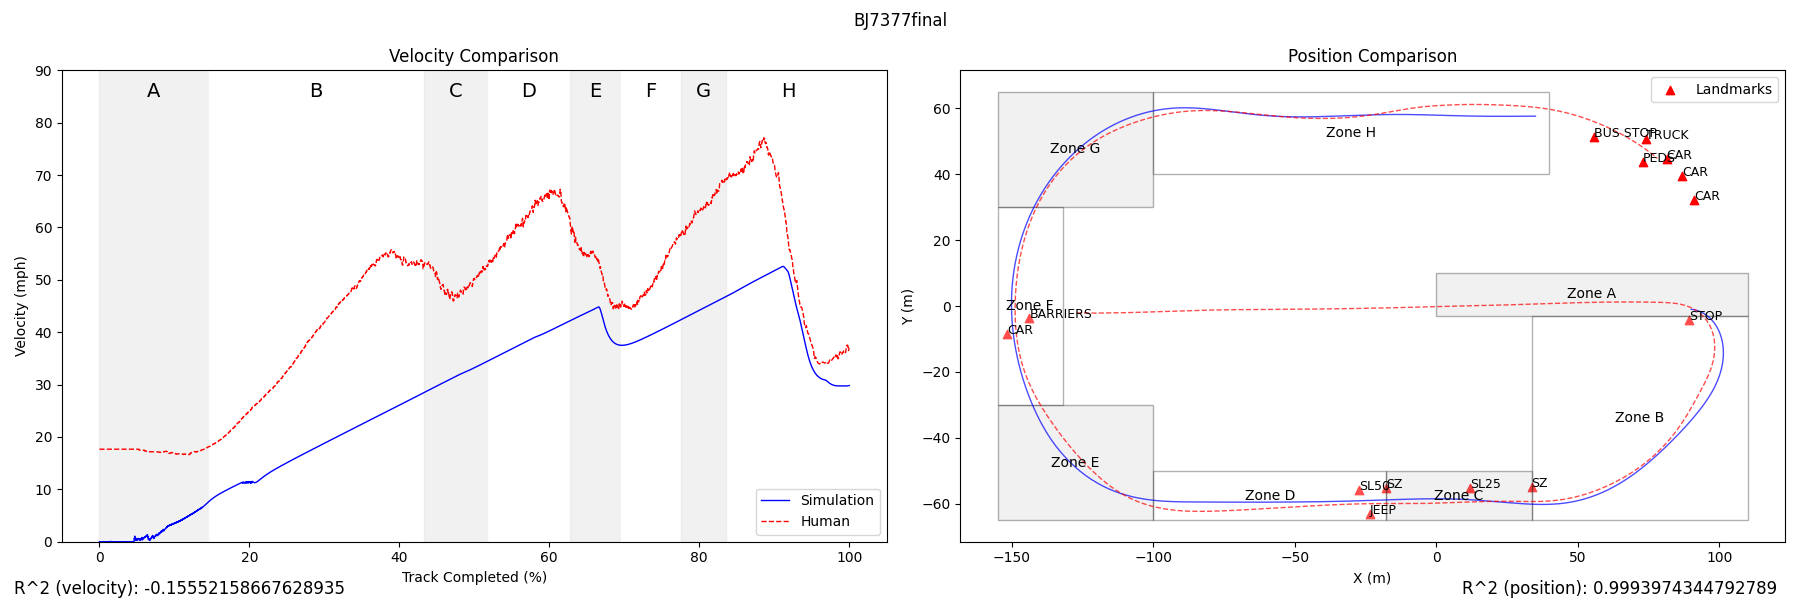 BJ7377final
Velocity Comparison
90
80
70
60
50
40
30
20
10
0
Velocity (mph)
A B C D E F G H
Simulation
Human
0 20 40 60 80 100
Track Completed (%)
R^2 (velocity): -0.15552158667628935
Position Comparison
Landmarks
60
40
20
0
−20
−40
−60
Y (m)
BUS STOP
TRUCK
PEDS
CAR
CAR
CAR
Zone H
Zone G
Zone A
Zone F
BARRIERS
CAR
STOP
Zone B
Zone E
Zone D
SL50
SZ
JEEP
SL25
Zone C
SZ
−150 −100 −50 0 50 100
X (m)
R^2 (position): 0.9993974344792789